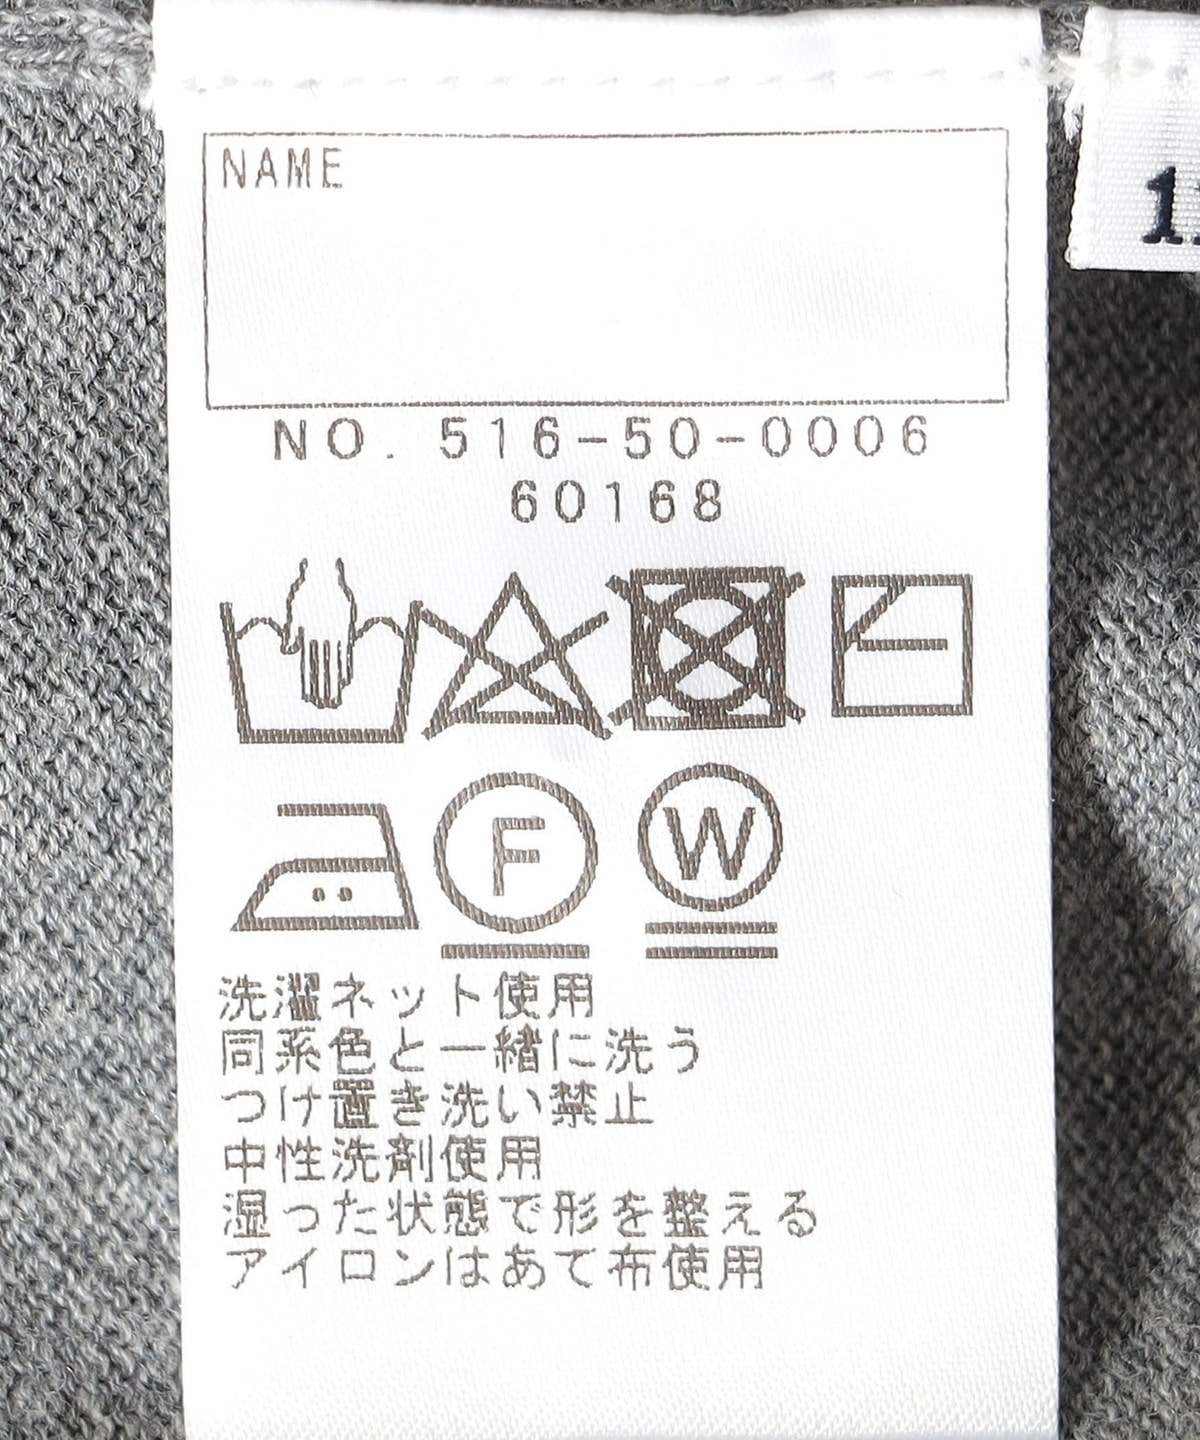 NAME
NO. 516-50-0006
60168
F
W
洗濯ネット使用
同系色と一緒に洗う
つけ置き洗い禁止
中性洗剤使用
湿った状態で形を整える
アイロンはあて布使用